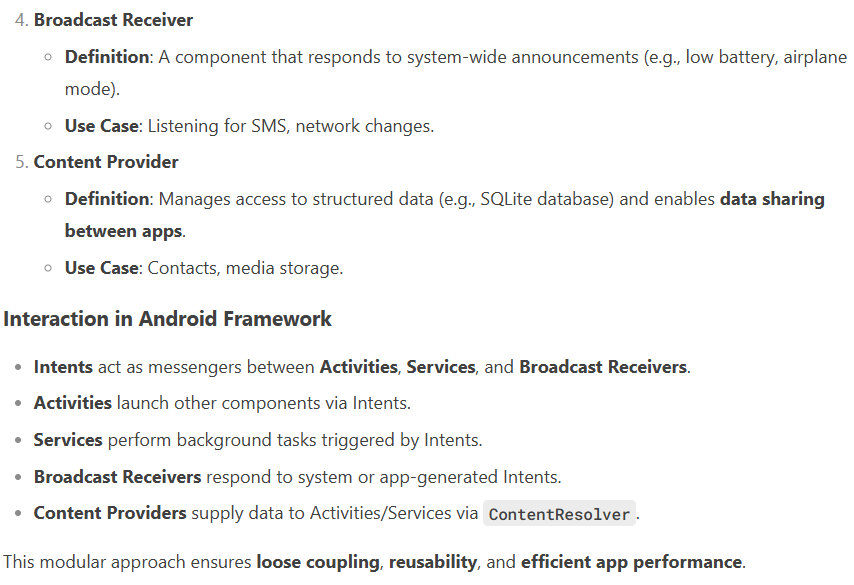 4. Broadcast Receiver
Definition: A component that responds to system-wide announcements (e.g., low battery, airplane
mode).
Use Case: Listening for SMS, network changes.
5. Content Provider
Definition: Manages access to structured data (e.g., SQLite database) and enables data sharing
between apps.
Use Case: Contacts, media storage.
Interaction in Android Framework
Intents act as messengers between Activities, Services, and Broadcast Receivers.
Activities launch other components via Intents.
Services perform background tasks triggered by Intents.
Broadcast Receivers respond to system or app-generated Intents.
Content Providers supply data to Activities/Services via ContentResolver.
This modular approach ensures loose coupling, reusability, and efficient app performance.